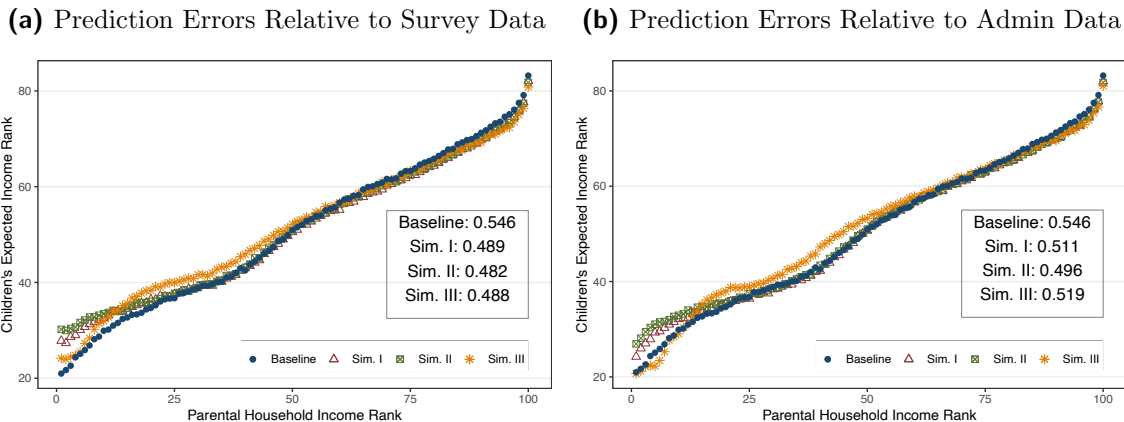 (a) Prediction Errors Relative to Survey Data
Children's Expected Income Rank
80
60
40
20
Baseline: 0.546
Sim. I: 0.489
Sim. II: 0.482
Sim. III: 0.488
Baseline Sim. I Sim. II Sim. III
0 25 50 75 100
Parental Household Income Rank
(b) Prediction Errors Relative to Admin Data
Children's Expected Income Rank
80
60
40
20
Baseline: 0.546
Sim. I: 0.511
Sim. II: 0.496
Sim. III: 0.519
Baseline Sim. I Sim. II Sim. III
0 25 50 75 100
Parental Household Income Rank